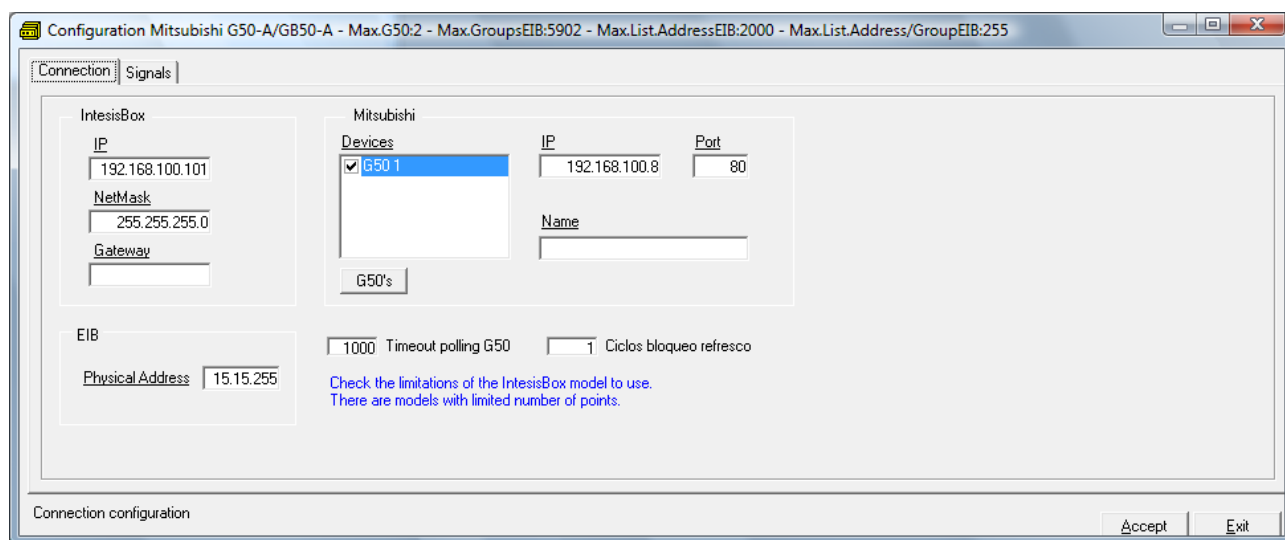 Configuration Mitsubishi G50-A/GB50-A - Max.G50:2 - Max.GroupsEIB:5902 - Max.List.AddressEIB:2000 - Max.List.Address/GroupEIB:255
Connection Signals
IntesisBox
IP
192.168.100.101
NetMask
255.255.255.0
Gateway
Mitsubishi
Devices
G50 1
G50's
IP
192.168.100.8
Port
80
Name
EIB
Physical Address 15.15.255
1000 Timeout polling G50 1 Ciclos bloqueo refresco
Check the limitations of the IntesisBox model to use.
There are models with limited number of points.
Connection configuration
Accept Exit